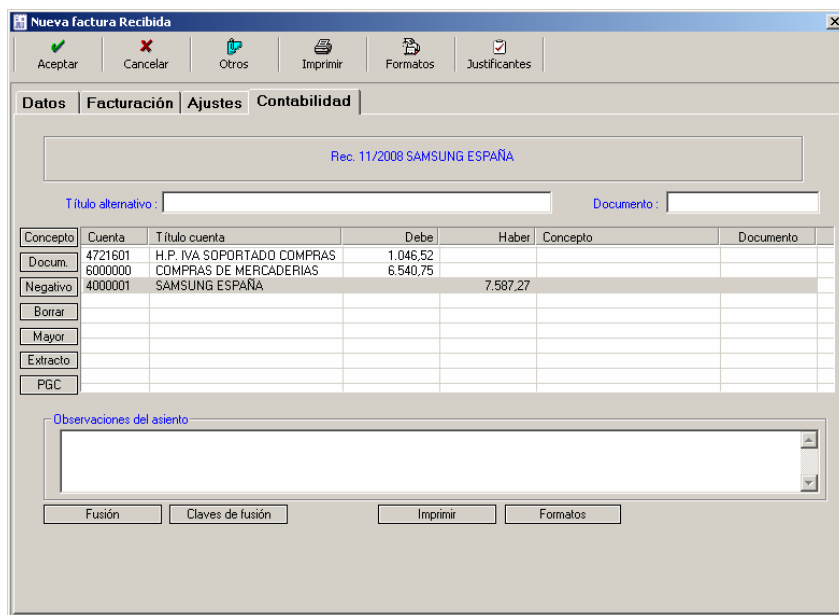 Nueva factura Recibida
Aceptar Cancelar Otros Imprimir Formatos Justificantes
Datos Facturación Ajustes Contabilidad
Rec. 11/2008 SAMSUNG ESPAÑA
Título alternativo : Documento :
Concepto Cuenta Título cuenta Debe Haber Concepto Documento
4721601 H.P. IVA SOPORTADO COMPRAS 1.046,52
Docum.
6000000 COMPRAS DE MERCADERIAS 6.540,75
Negativo 4000001 SAMSUNG ESPAÑA 7.587,27
Borrar
Mayor
Extracto
PGC
Observaciones del asiento
Fusión Claves de fusión Imprimir Formatos